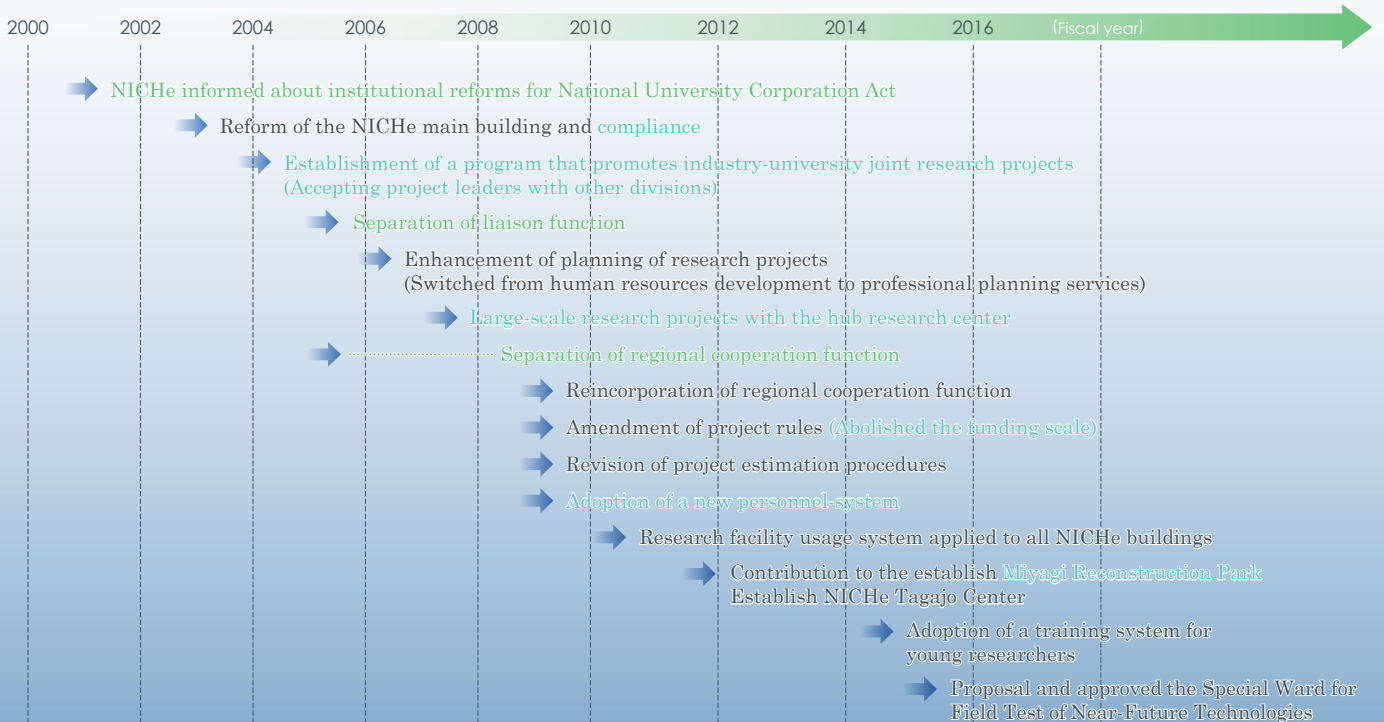 2000 2002 2004 2006 2008 2010 2012 2014 2016 (Fiscal year)
NICHe informed about institutional reforms for National University Corporation Act
Reform of the NICHe main building and compliance
Establishment of a program that promotes industry-university joint research projects
(Accepting project leaders with other divisions)
Separation of liaison function
Enhancement of planning of research projects
(Switched from human resources development to professional planning services)
Large-scale research projects with the hub research center
Separation of regional cooperation function
Reincorporation of regional cooperation function
Amendment of project rules (Abolished the funding scale)
Revision of project estimation procedures
Adoption of a new personnel-system
Research facility usage system applied to all NICHe buildings
Contribution to the establish Miyagi Reconstruction Park
Establish NICHe Tagajo Center
Adoption of a training system for
young researchers
Proposal and approved the Special Ward for
Field Test of Near-Future Technologies